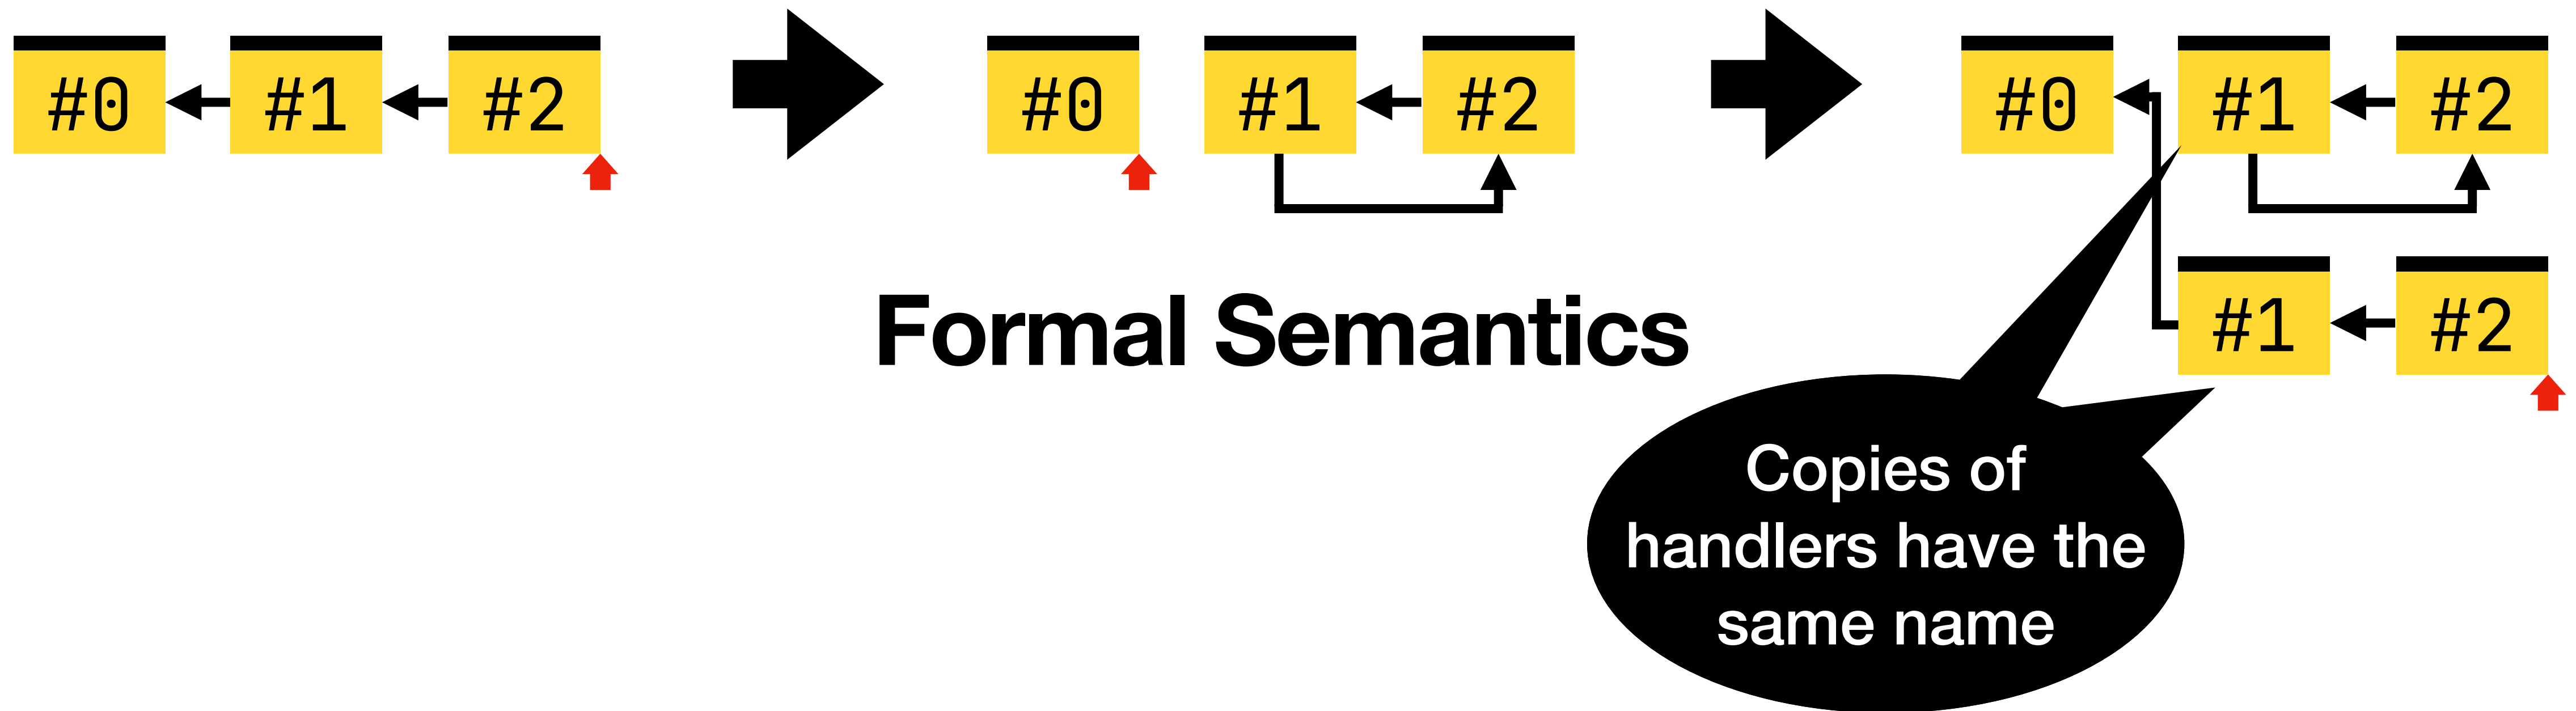 #0 #1 #2 #0 #1 #2 #0 #1 #2
#1 #2
Formal Semantics
Copies of
handlers have the
same name